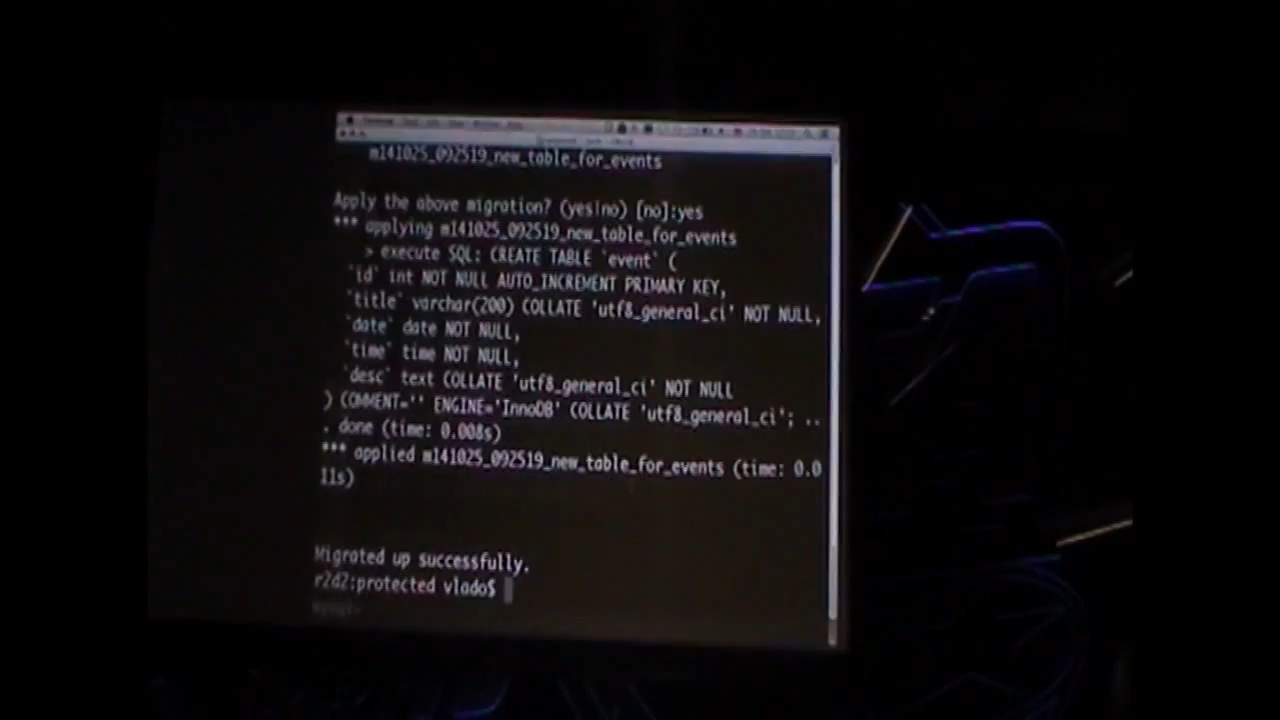 m141025_092519_new_table_for_events
Apply the above migration? (yes|no) [no]:yes
*** applying m141025_092519_new_table_for_events
> execute SQL: CREATE TABLE `event` (
`id` int NOT NULL AUTO_INCREMENT PRIMARY KEY,
`title` varchar(200) COLLATE 'utf8_general_ci' NOT NULL,
`date` date NOT NULL,
`time` time NOT NULL,
`desc` text COLLATE 'utf8_general_ci' NOT NULL
) COMMENT='' ENGINE='InnoDB' COLLATE 'utf8_general_ci'; ..
. done (time: 0.008s)
*** applied m141025_092519_new_table_for_events (time: 0.0
11s)
Migrated up successfully.
r2d2:protected vlado$